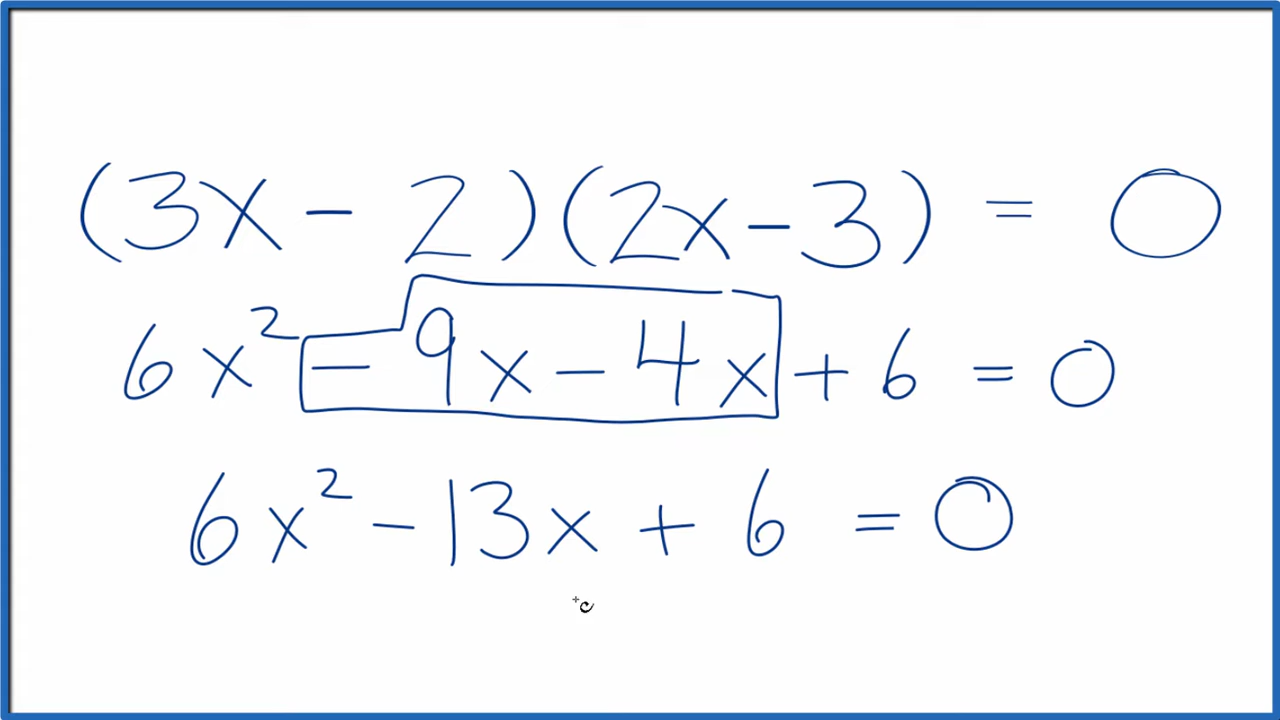 (3x - 2)(2x - 3) = 0
6x² - 9x - 4x + 6 = 0
6x² - 13x + 6 = 0